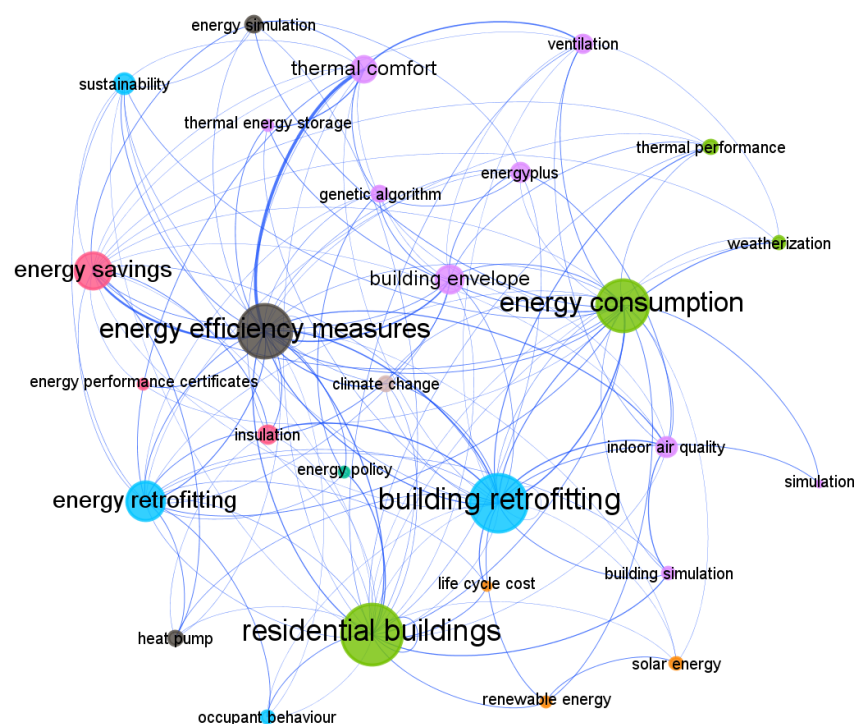 energy simulation
ventilation
thermal comfort
sustainability
thermal energy storage
thermal performance
energyplus
genetic algorithm
weatherization
energy savings
building envelope
energy consumption
energy efficiency measures
energy performance certificates
climate change
insulation
indoor air quality
energy policy
simulation
energy retrofitting
building retrofitting
building simulation
life cycle cost
residential buildings
heat pump
solar energy
renewable energy
occupant behaviour